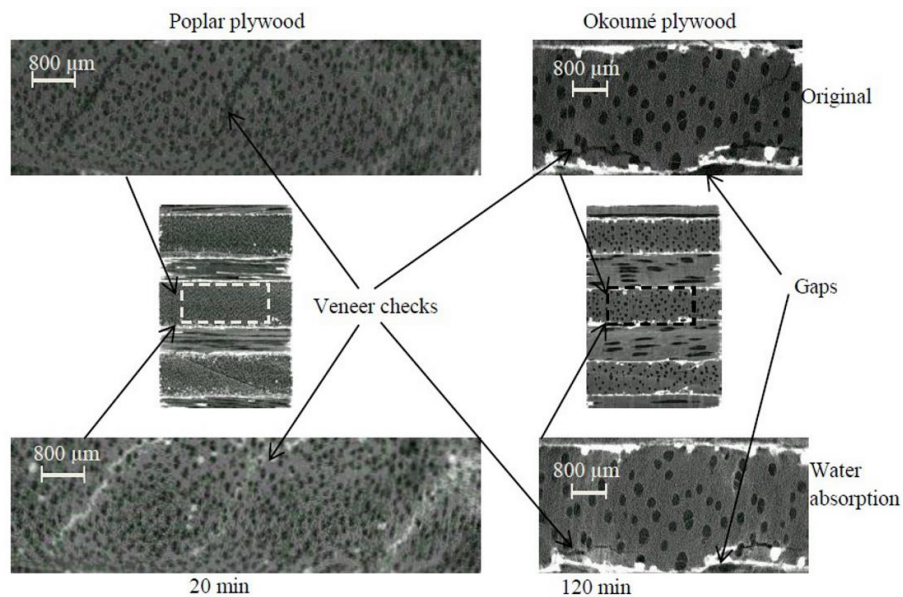 Poplar plywood
Okoumé plywood
800 µm
800 µm
Original
Veneer checks
Gaps
800 µm
800 µm
Water
absorption
20 min
120 min